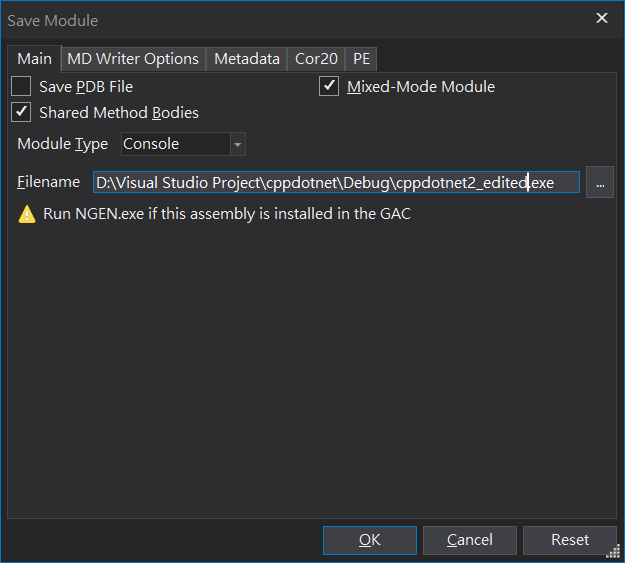 Save Module
Main MD Writer Options Metadata Cor20 PE
Save PDB File Mixed-Mode Module
Shared Method Bodies
Module Type Console
Filename D:\Visual Studio Project\cppdotnet\Debug\cppdotnet2_edited.exe ...
Run NGEN.exe if this assembly is installed in the GAC
OK Cancel Reset